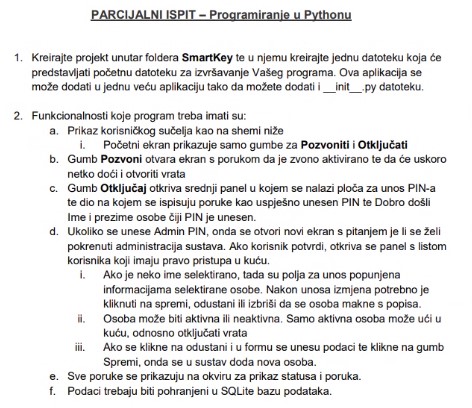 PARCIJALNI ISPIT – Programiranje u Pythonu
1. Kreirajte projekt unutar foldera SmartKey te u njemu kreirajte jednu datoteku koja će
predstavljati početnu datoteku za izvršavanje Vašeg programa. Ova aplikacija se
može dodati u jednu veću aplikaciju tako da možete dodati i __init__.py datoteku.
2. Funkcionalnosti koje program treba imati su:
a. Prikaz korisničkog sučelja kao na shemi niže
i. Početni ekran prikazuje samo gumbe za Pozvoniti i Otključati
b. Gumb Pozvoni otvara ekran s porukom da je zvono aktivirano te da će uskoro
netko doći i otvoriti vrata
c. Gumb Otključaj otkriva srednji panel u kojem se nalazi ploča za unos PIN-a
te dio na kojem se ispisuju poruke kao uspješno unesen PIN te Dobro došli
Ime i prezime osobe čiji PIN je unesen.
d. Ukoliko se unese Admin PIN, onda se otvori novi ekran s pitanjem je li se želi
pokrenuti administracija sustava. Ako korisnik potvrdi, otkriva se panel s listom
korisnika koji imaju pravo pristupa u kuću.
i. Ako je neko ime selektirano, tada su polja za unos popunjena
informacijama selektirane osobe. Nakon unosa izmjena potrebno je
kliknuti na spremi, odustani ili izbriši da se osoba makne s popisa.
ii. Osoba može biti aktivna ili neaktivna. Samo aktivna osoba može ući u
kuću, odnosno otključati vrata
iii. Ako se klikne na odustani i u formu se unesu podaci te klikne na gumb
Spremi, onda se u sustav doda nova osoba.
e. Sve poruke se prikazuju na okviru za prikaz statusa i poruka.
f. Podaci trebaju biti pohranjeni u SQLite bazu podataka.